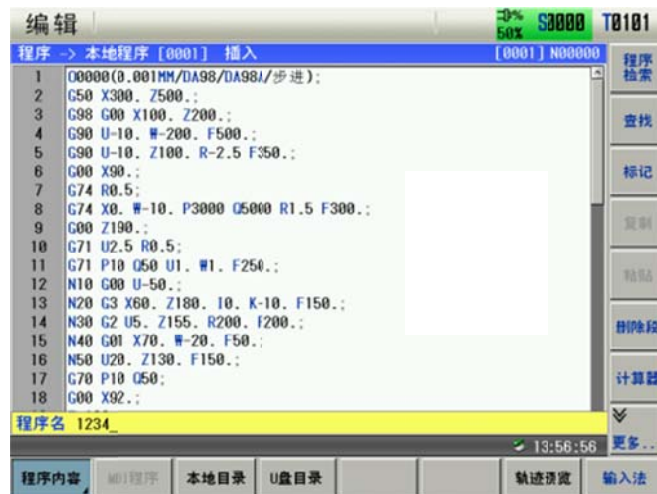 编 辑
0%
50%
S0000
T0101
程序 -> 本地程序 [0001] 插入
[0001] N00000
1 O0000(0.001MM/DA98/DA98A/步进);
2 G50 X300. Z500.;
3 G98 G00 X100. Z200.;
4 G90 U-10. W-200. F500.;
5 G90 U-10. Z100. R-2.5 F350.;
6 G00 X90.;
7 G74 R0.5;
8 G74 X0. W-10. P3000 Q5000 R1.5 F300.;
9 G00 Z190.;
10 G71 U2.5 R0.5;
11 G71 P10 Q50 U1. W1. F250.;
12 N10 G00 U-50.;
13 N20 G3 X60. Z180. I0. K-10. F150.;
14 N30 G2 U5. Z155. R200. F200.;
15 N40 G01 X70. W-20. F50.;
16 N50 U20. Z130. F150.;
17 G70 P10 Q50;
18 G00 X92.;
程序名 1234_
13:56:56
程序检索
查找
标记
复制
粘贴
删除段
计算器
更多..
程序内容
MDI程序
本地目录
U盘目录
轨迹预览
输入法